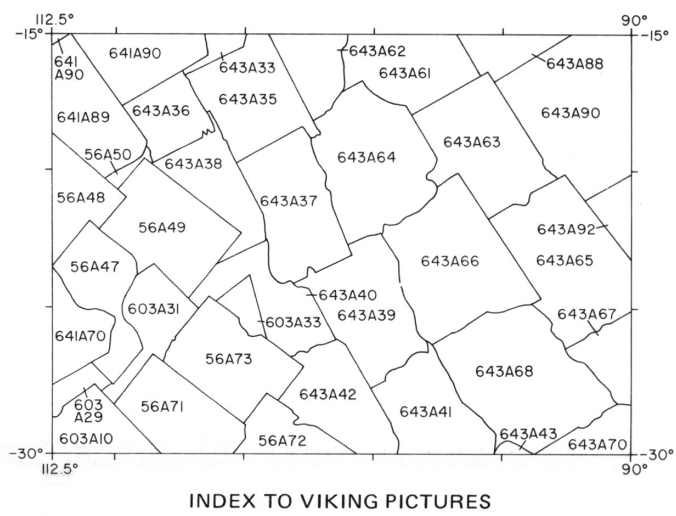 112.5°
90°
-15°
-15°
641A90
643A33
643A62
643A61
643A88
641
A90
643A35
643A36
643A90
641A89
643A63
56A50
643A38
643A64
56A48
643A37
56A49
643A92
56A47
643A66
643A65
603A31
643A40
643A39
603A33
643A67
641A70
56A73
643A68
643A42
603
A29
56A71
643A41
603A10
56A72
643A43
643A70
-30°
-30°
112.5°
90°
INDEX TO VIKING PICTURES